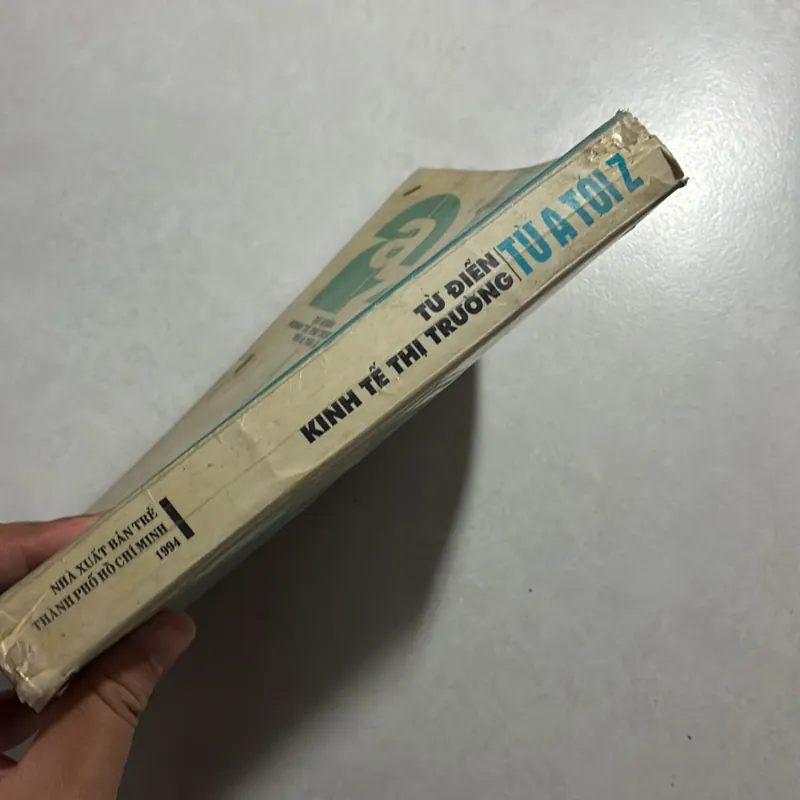 TỪ ĐIỂN
KINH TẾ THỊ TRƯỜNG
TỪ A TỚI Z
NHÀ XUẤT BẢN TRẺ
THÀNH PHỐ HỒ CHÍ MINH
1994